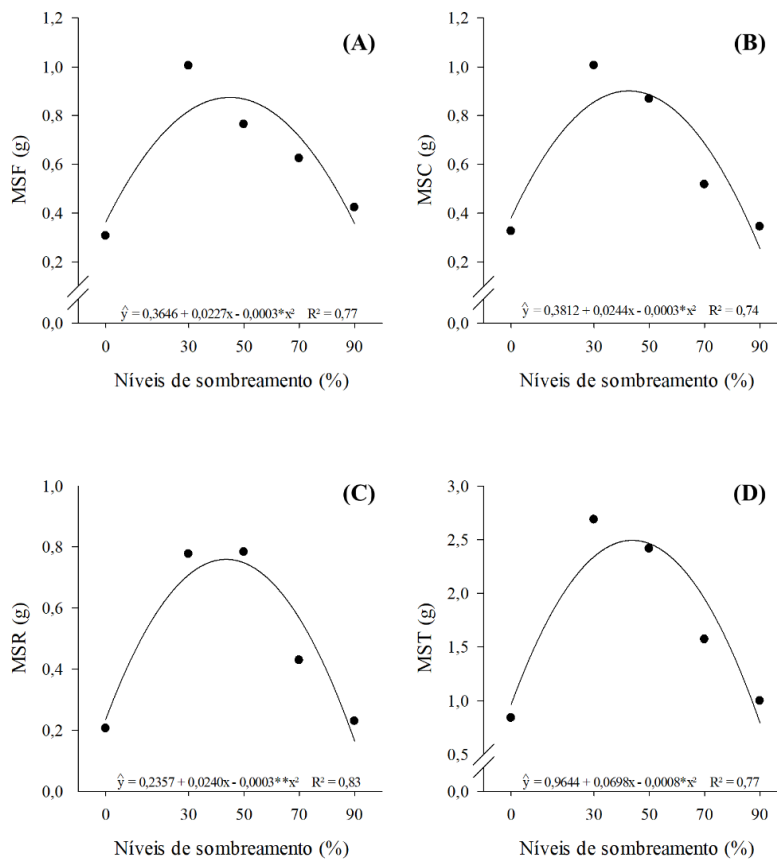 (A)
1,2
1,0
0,8
0,6
0,4
0,2
0,0
MSF (g)
ŷ = 0,3646 + 0,0227x - 0,0003*x² R² = 0,77
0 30 50 70 90
Níveis de sombreamento (%)
(B)
1,2
1,0
0,8
0,6
0,4
0,2
0,0
MSC (g)
ŷ = 0,3812 + 0,0244x - 0,0003*x² R² = 0,74
0 30 50 70 90
Níveis de sombreamento (%)
(C)
1,0
0,8
0,6
0,4
0,2
0,0
MSR (g)
ŷ = 0,2357 + 0,0240x - 0,0003**x² R² = 0,83
0 30 50 70 90
Níveis de sombreamento (%)
(D)
3,0
2,5
2,0
1,5
1,0
0,5
0,0
MST (g)
ŷ = 0,9644 + 0,0698x - 0,0008*x² R² = 0,77
0 30 50 70 90
Níveis de sombreamento (%)